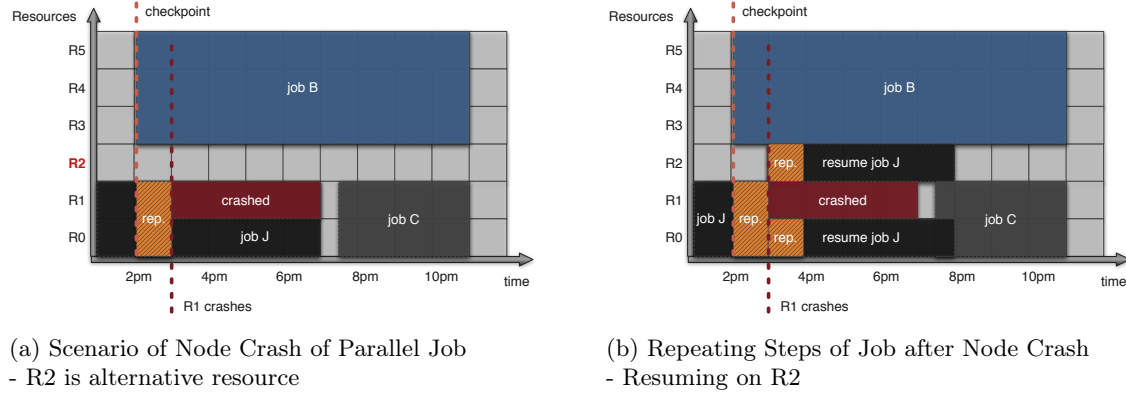 Resources
checkpoint
R5
R4
R3
R2
R1
R0
job B
crashed
rep.
job J
job C
2pm
4pm
6pm
8pm
10pm
time
R1 crashes
(a) Scenario of Node Crash of Parallel Job
- R2 is alternative resource
Resources
checkpoint
R5
R4
R3
R2
R1
R0
job B
rep.
resume job J
crashed
job J
rep.
rep.
resume job J
job C
2pm
4pm
6pm
8pm
10pm
time
R1 crashes
(b) Repeating Steps of Job after Node Crash
- Resuming on R2